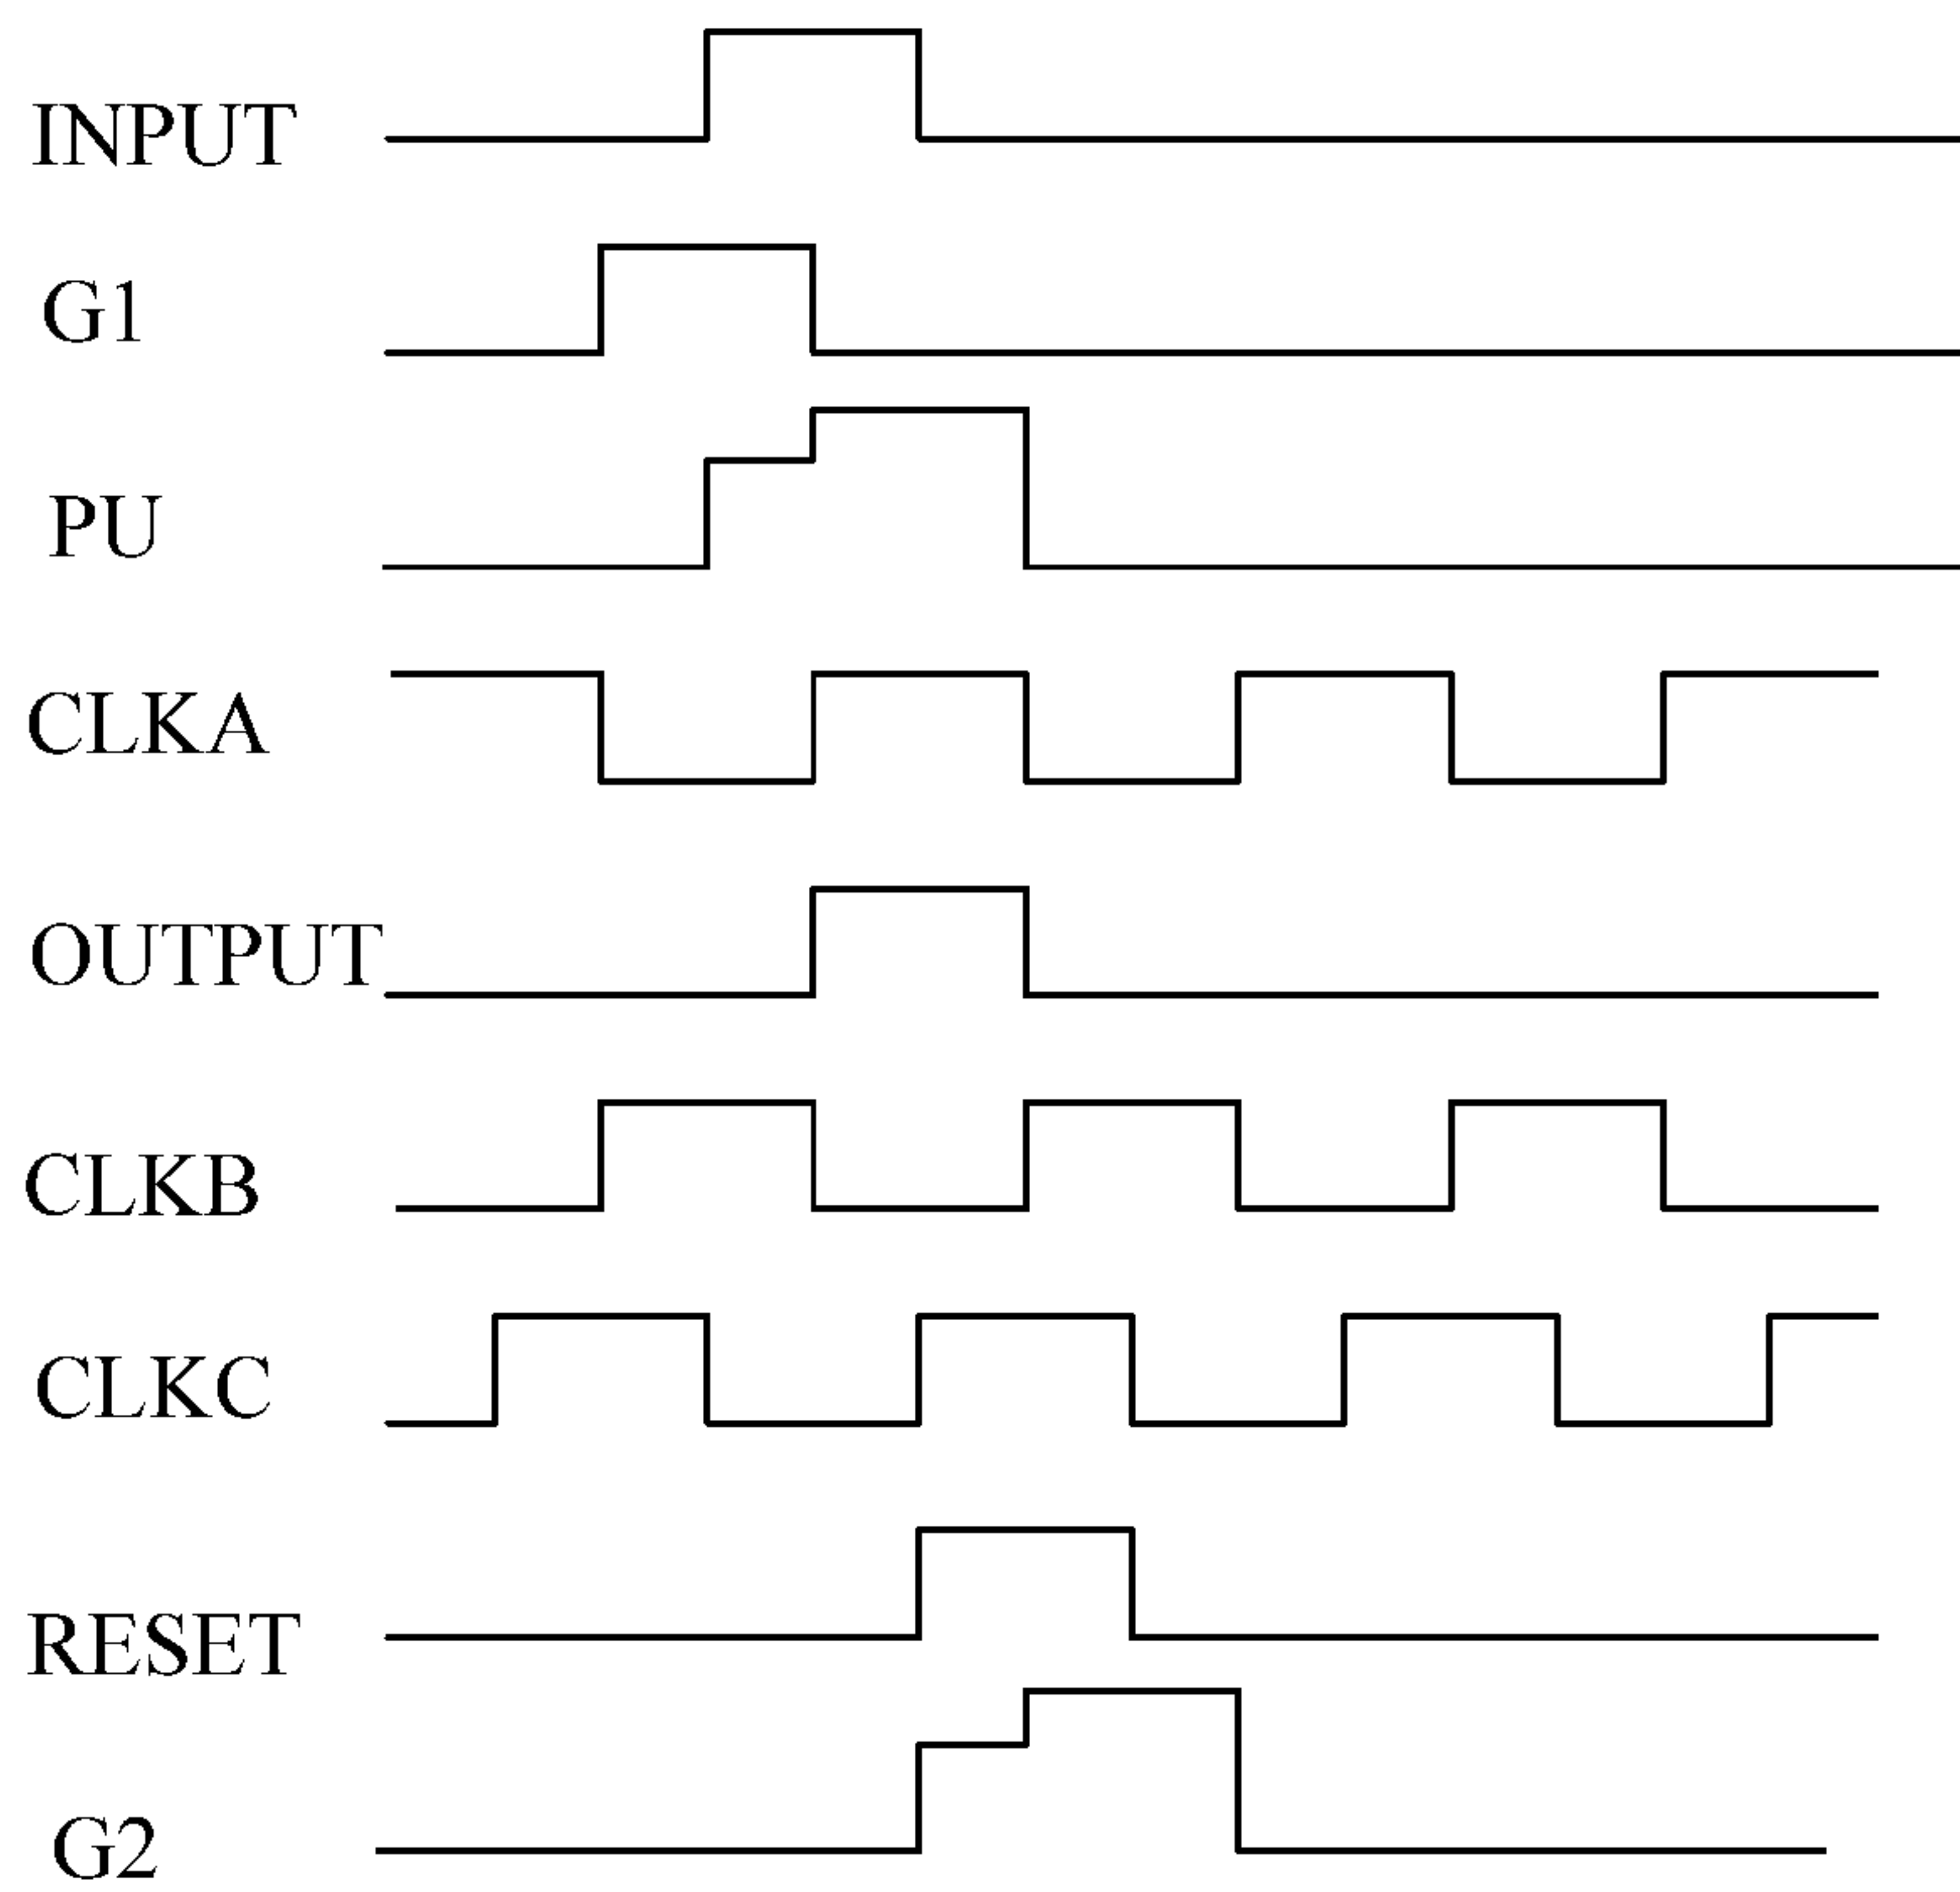 INPUT
G1
PU
CLKA
OUTPUT
CLKB
CLKC
RESET
G2